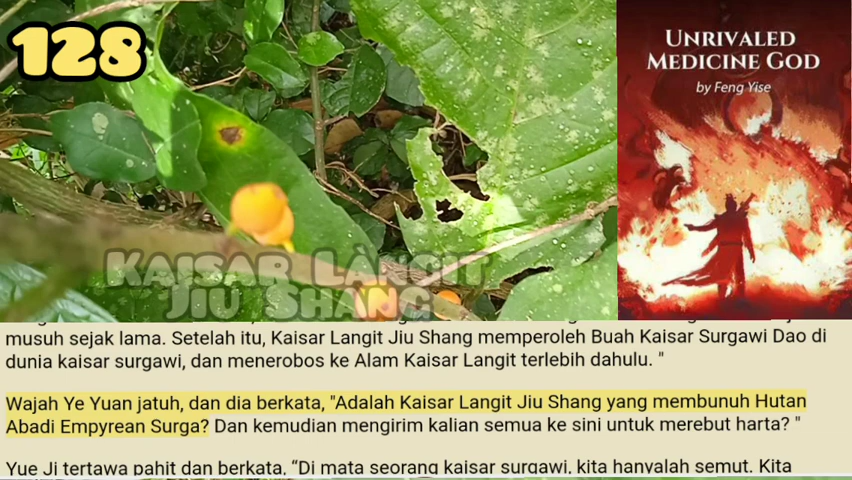 128
UNRIVALED
MEDICINE GOD
by Feng Yise
KAISAR LANGIT
JIU SHANG
musuh sejak lama. Setelah itu, Kaisar Langit Jiu Shang memperoleh Buah Kaisar Surgawi Dao di
dunia kaisar surgawi, dan menerobos ke Alam Kaisar Langit terlebih dahulu. "
Wajah Ye Yuan jatuh, dan dia berkata, "Adalah Kaisar Langit Jiu Shang yang membunuh Hutan
Abadi Empyrean Surga? Dan kemudian mengirim kalian semua ke sini untuk merebut harta? "
Yue Ji tertawa pahit dan berkata, “Di mata seorang kaisar surgawi, kita hanyalah semut. Kita